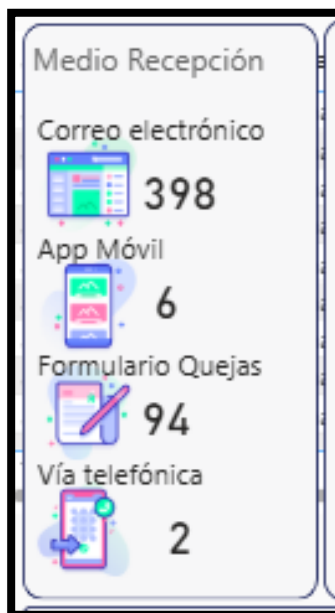 Medio Recepción
Correo electrónico
398
App Móvil
6
Formulario Quejas
94
Vía telefónica
2